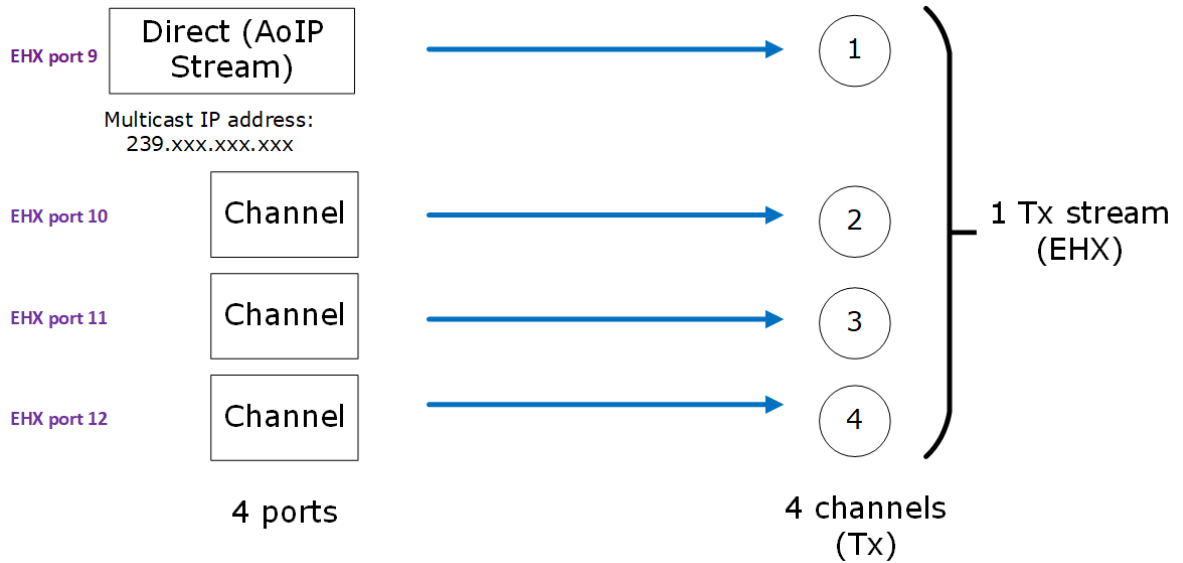 EHX port 9
Direct (AoIP
Stream)
1
Multicast IP address:
239.xxx.xxx.xxx
EHX port 10
Channel
2
1 Tx stream
(EHX)
EHX port 11
Channel
3
EHX port 12
Channel
4
4 ports
4 channels
(Tx)